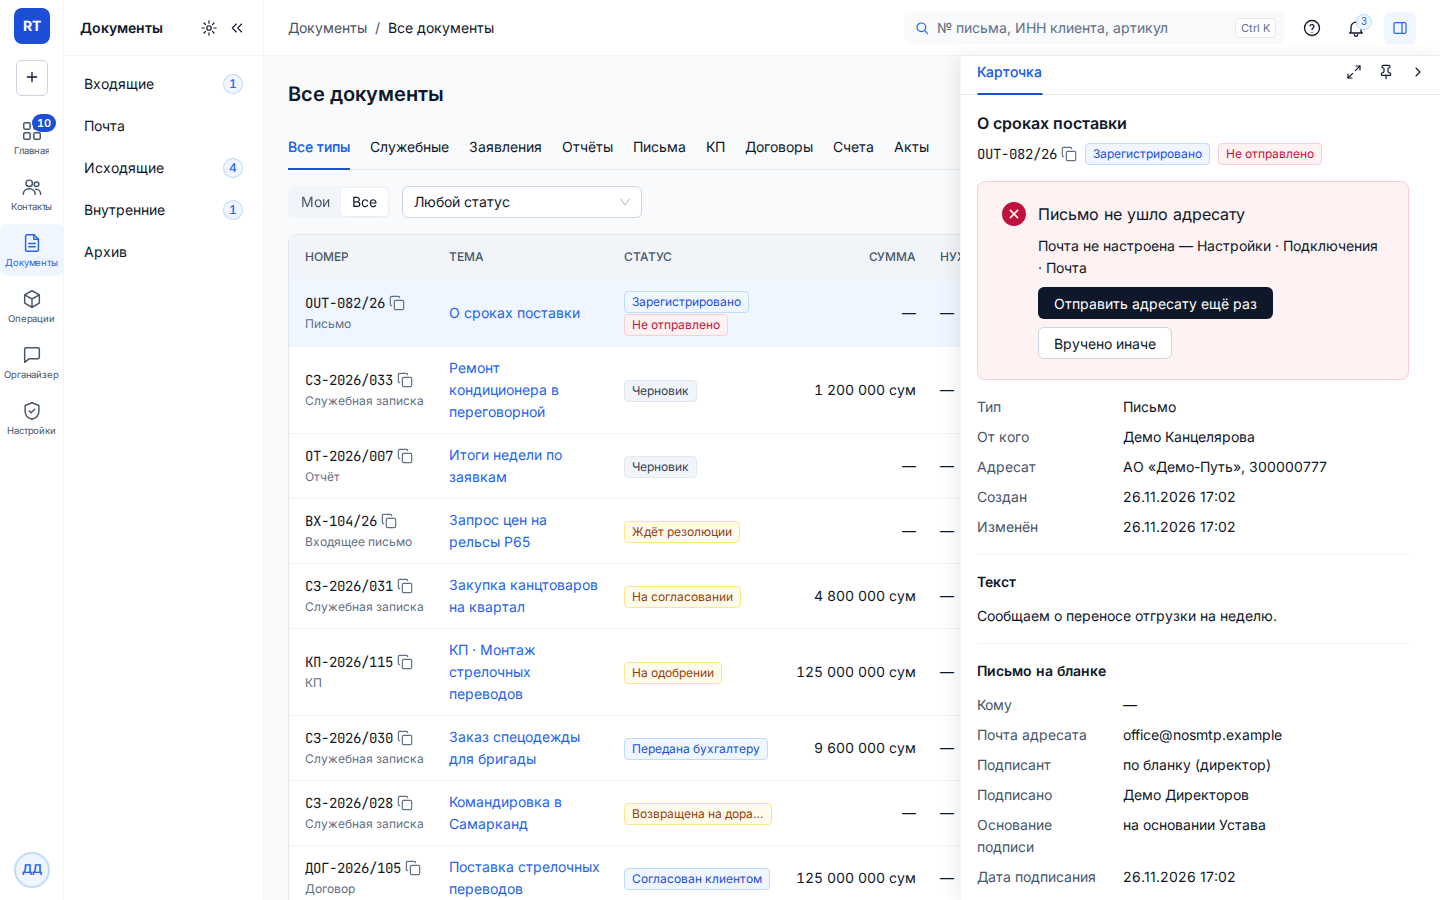 RT
Документы
Документы / Все документы
№ письма, ИНН клиента, артикул
Ctrl K
3
10
Главная
Контакты
Документы
Операции
Органайзер
Настройки
ДД
Входящие 1
Почта
Исходящие 4
Внутренние 1
Архив
Все документы
Все типы Служебные Заявления Отчёты Письма КП Договоры Счета Акты
Мои Все Любой статус
НОМЕР ТЕМА СТАТУС СУММА
OUT-082/26
Письмо
О сроках поставки
Зарегистрировано
Не отправлено
— —
СЗ-2026/033
Служебная записка
Ремонт
кондиционера в
переговорной
Черновик
1 200 000 сум —
ОТ-2026/007
Отчёт
Итоги недели по
заявкам
Черновик
— —
ВХ-104/26
Входящее письмо
Запрос цен на
рельсы Р65
Ждёт резолюции
— —
СЗ-2026/031
Служебная записка
Закупка канцтоваров
на квартал
На согласовании
4 800 000 сум —
КП-2026/115
КП
КП · Монтаж
стрелочных
переводов
На одобрении
125 000 000 сум —
СЗ-2026/030
Служебная записка
Заказ спецодежды
для бригады
Передана бухгалтеру
9 600 000 сум —
СЗ-2026/028
Служебная записка
Командировка в
Самарканд
Возвращена на дора...
— —
ДОГ-2026/105
Договор
Поставка стрелочных
переводов
Согласован клиентом
125 000 000 сум —
Карточка
О сроках поставки
OUT-082/26 Зарегистрировано Не отправлено
Письмо не ушло адресату
Почта не настроена — Настройки · Подключения
· Почта
Отправить адресату ещё раз
Вручено иначе
Тип Письмо
От кого Демо Канцелярова
Адресат АО «Демо-Путь», 300000777
Создан 26.11.2026 17:02
Изменён 26.11.2026 17:02
Текст
Сообщаем о переносе отгрузки на неделю.
Письмо на бланке
Кому —
Почта адресата office@nosmtp.example
Подписант по бланку (директор)
Подписано Демо Директоров
Основание
подписи
на основании Устава
Дата подписания 26.11.2026 17:02